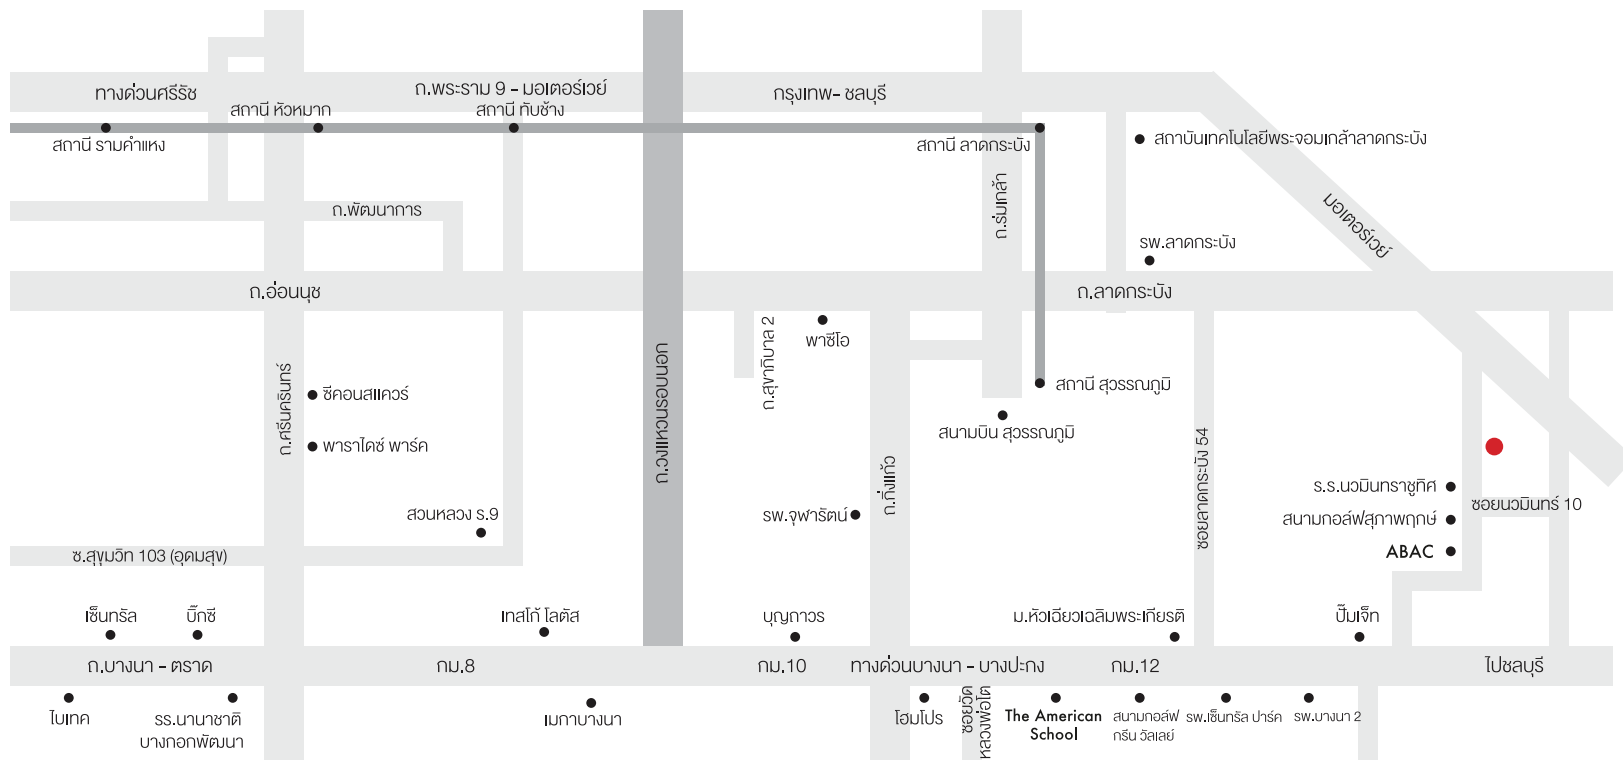 ทางด่วนศรีรัช
ถ.พระราม 9 - มอเตอร์เวย์
กรุงเทพ- ชลบุรี
สถานี หัวหมาก
สถานี ทับช้าง
สถานี รามคำแหง
สถานี ลาดกระบัง
สถาบันเทคโนโลยีพระจอมเกล้าลาดกระบัง
ถ.พัฒนาการ
ถ.ร่มเกล้า
มอเตอร์เวย์
รพ.ลาดกระบัง
ถ.อ่อนนุช
ถ.ลาดกระบัง
ถ.สุขาภิบาล 2
พาซีโอ
ถ.วงแหวนรอบนอก
ถ.ศรีนครินทร์
ซีคอนสแควร์
พาราไดซ์ พาร์ค
สถานี สุวรรณภูมิ
สนามบิน สุวรรณภูมิ
ซอยลาดกระบัง 54
ถ.กิ่งแก้ว
ร.ร.นวมินทราชูทิศ
ซอยนวมินทร์ 10
สวนหลวง ร.9
รพ.จุฬารัตน์
สนามกอล์ฟสุภาพฤกษ์
ABAC
ซ.สุขุมวิท 103 (อุดมสุข)
เซ็นทรัล
บิ๊กซี
เทสโก้ โลตัส
บุญถาวร
ม.หัวเฉียวเฉลิมพระเกียรติ
ปั๊มเจ็ท
ถ.บางนา - ตราด
กม.8
กม.10
ทางด่วนบางนา - บางปะกง
กม.12
ไปชลบุรี
ไบเทค
รร.นานาชาติ
บางกอกพัฒนา
เมกาบางนา
โฮมโปร
ซอยวัด
หลวงพ่อโต
The American
School
สนามกอล์ฟ
กรีน วัลเลย์
รพ.เซ็นทรัล ปาร์ค
รพ.บางนา 2